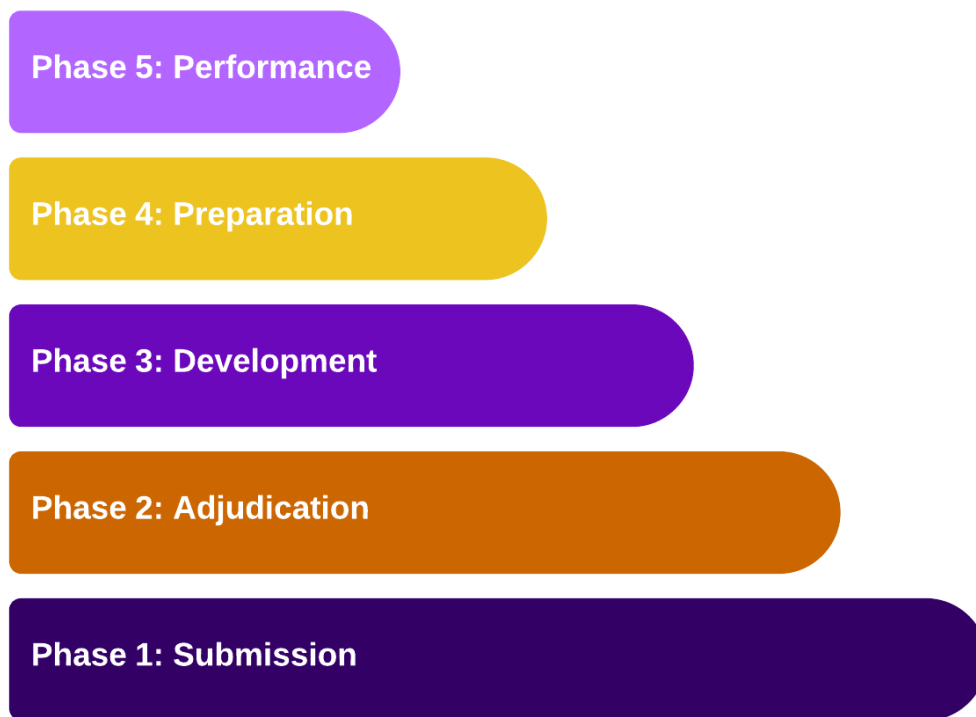 Phase 5: Performance
Phase 4: Preparation
Phase 3: Development
Phase 2: Adjudication
Phase 1: Submission